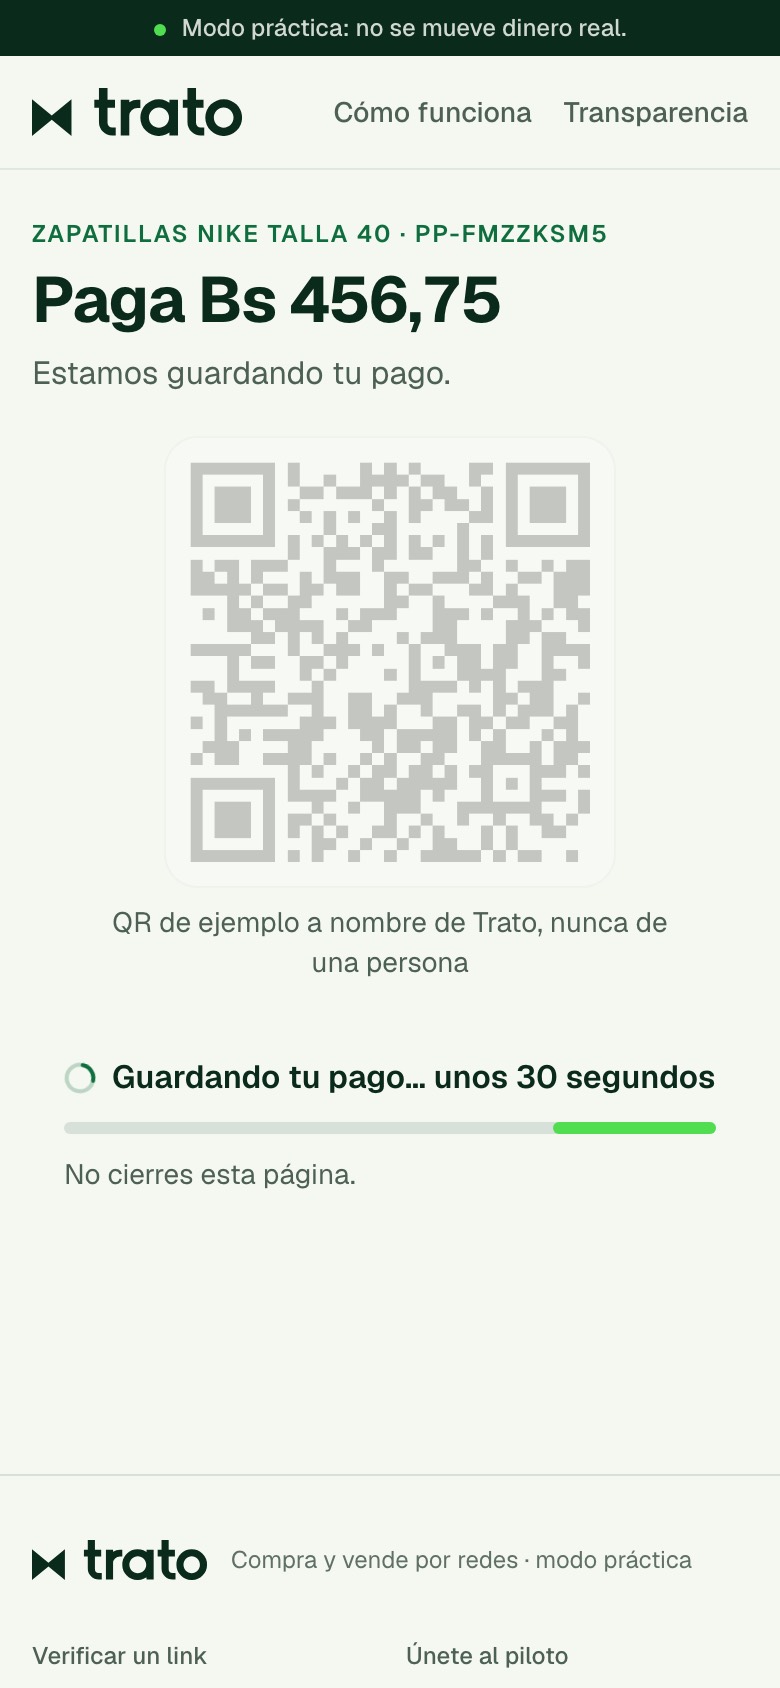 Modo práctica: no se mueve dinero real.
trato
Cómo funciona
Transparencia
ZAPATILLAS NIKE TALLA 40 · PP-FMZZKSM5
Paga Bs 456,75
Estamos guardando tu pago.
QR de ejemplo a nombre de Trato, nunca de
una persona
Guardando tu pago... unos 30 segundos
No cierres esta página.
trato
Compra y vende por redes · modo práctica
Verificar un link
Únete al piloto